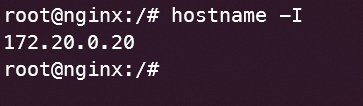 root@nginx:/# hostname -I
172.20.0.20
root@nginx:/#